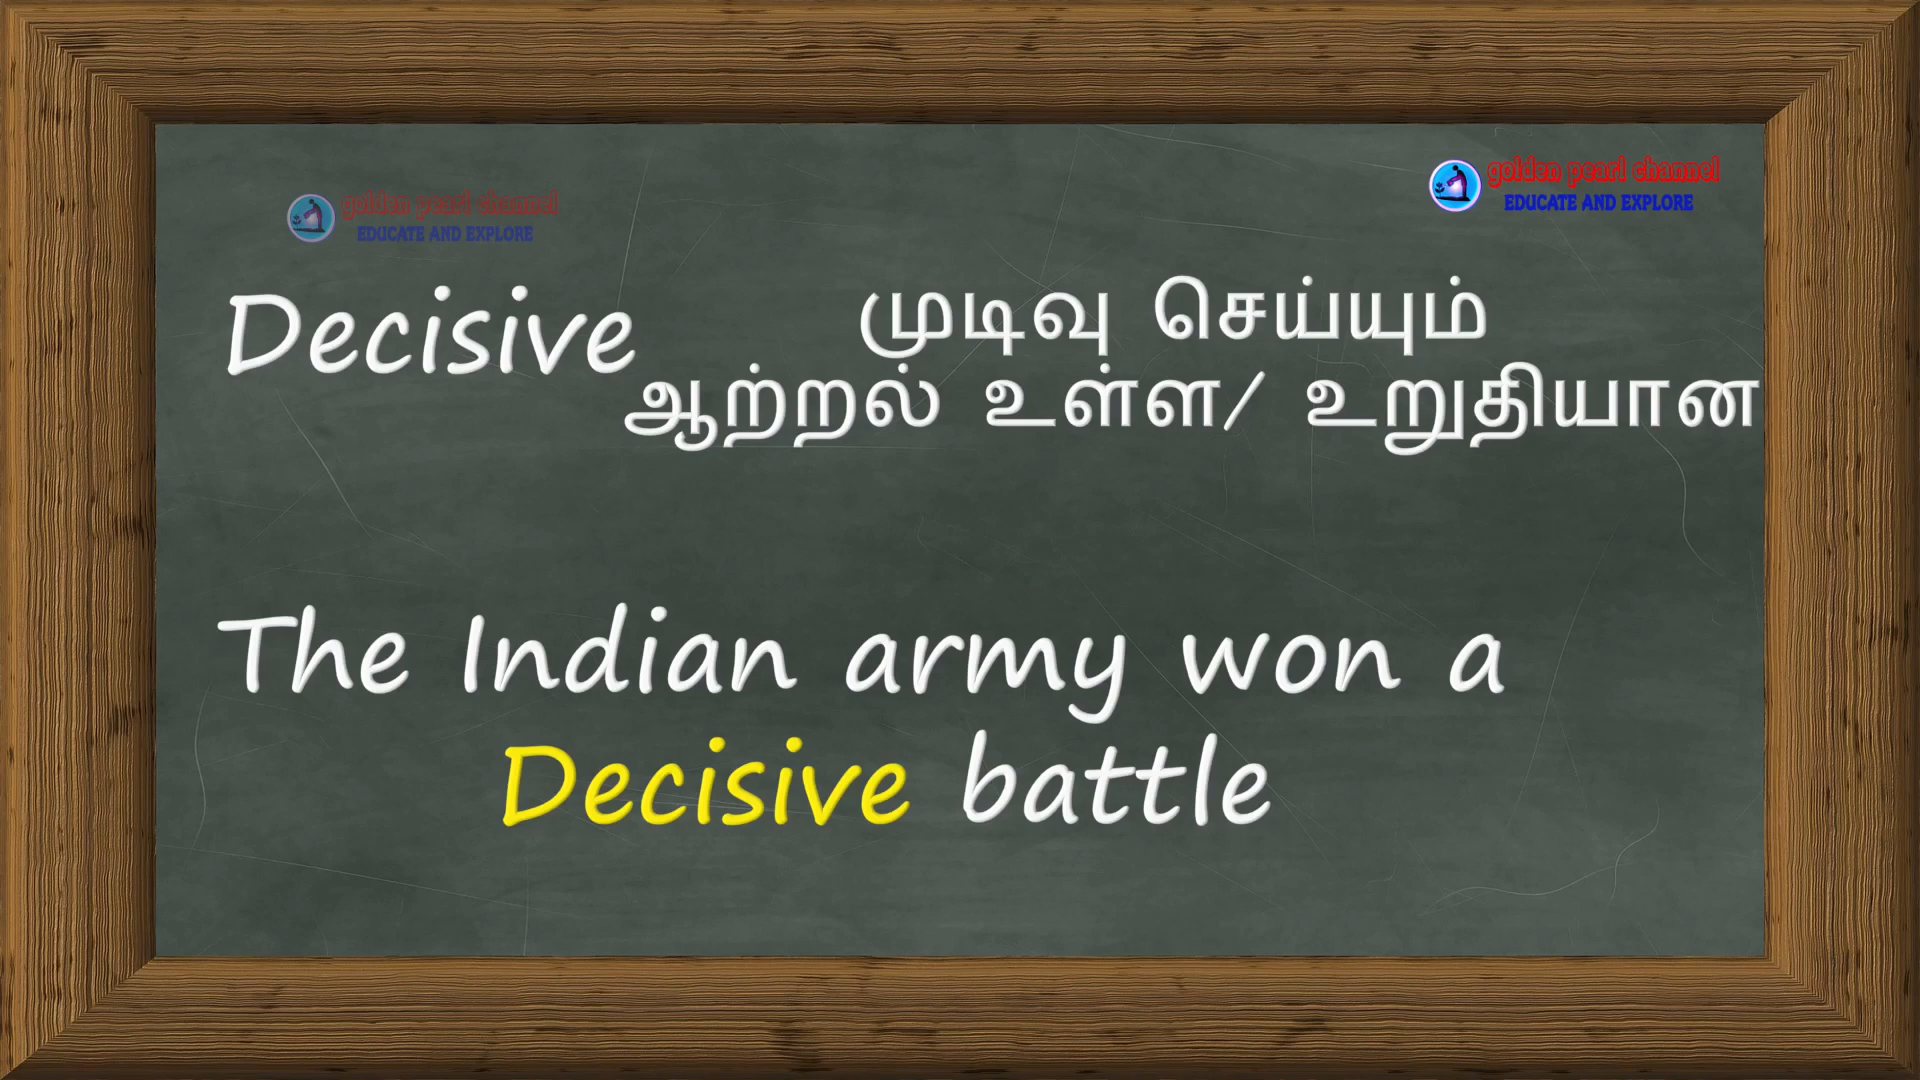 golden pearl channel
EDUCATE AND EXPLORE
golden pearl channel
EDUCATE AND EXPLORE
Decisive
முடிவு செய்யும்
ஆற்றல் உள்ள/ உறுதியான
The Indian army won a
Decisive battle